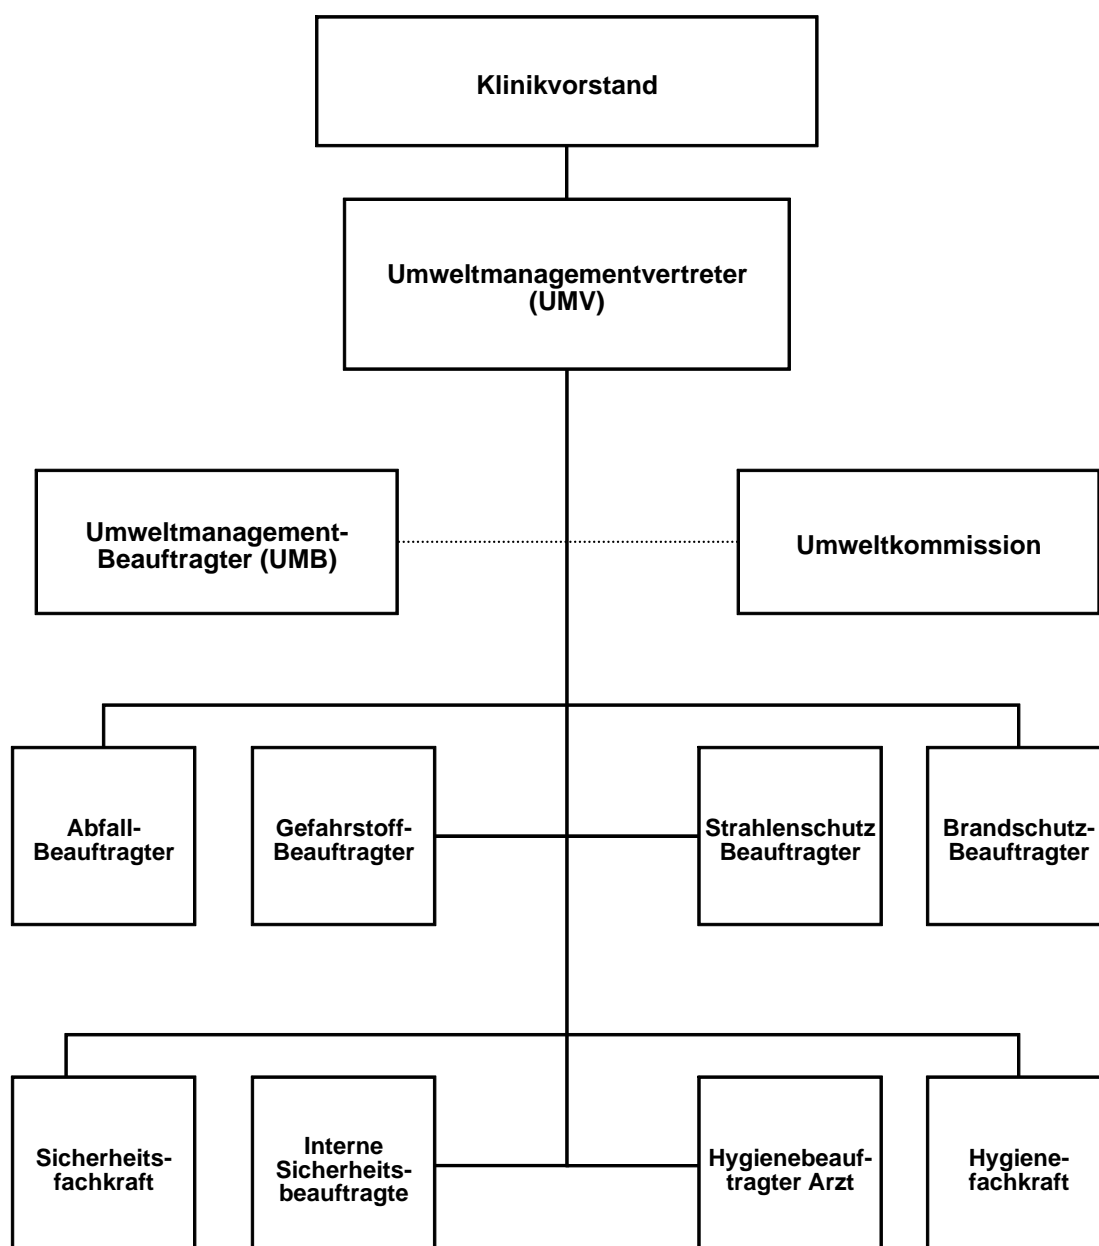 Klinikvorstand
Umweltmanagementvertreter
(UMV)
Umweltmanagement-
Beauftragter (UMB)
Umweltkommission
Abfall-
Beauftragter
Gefahrstoff-
Beauftragter
Strahlenschutz
Beauftragter
Brandschutz-
Beauftragter
Sicherheits-
fachkraft
Interne
Sicherheits-
beauftragte
Hygienebeauf-
tragter Arzt
Hygiene-
fachkraft